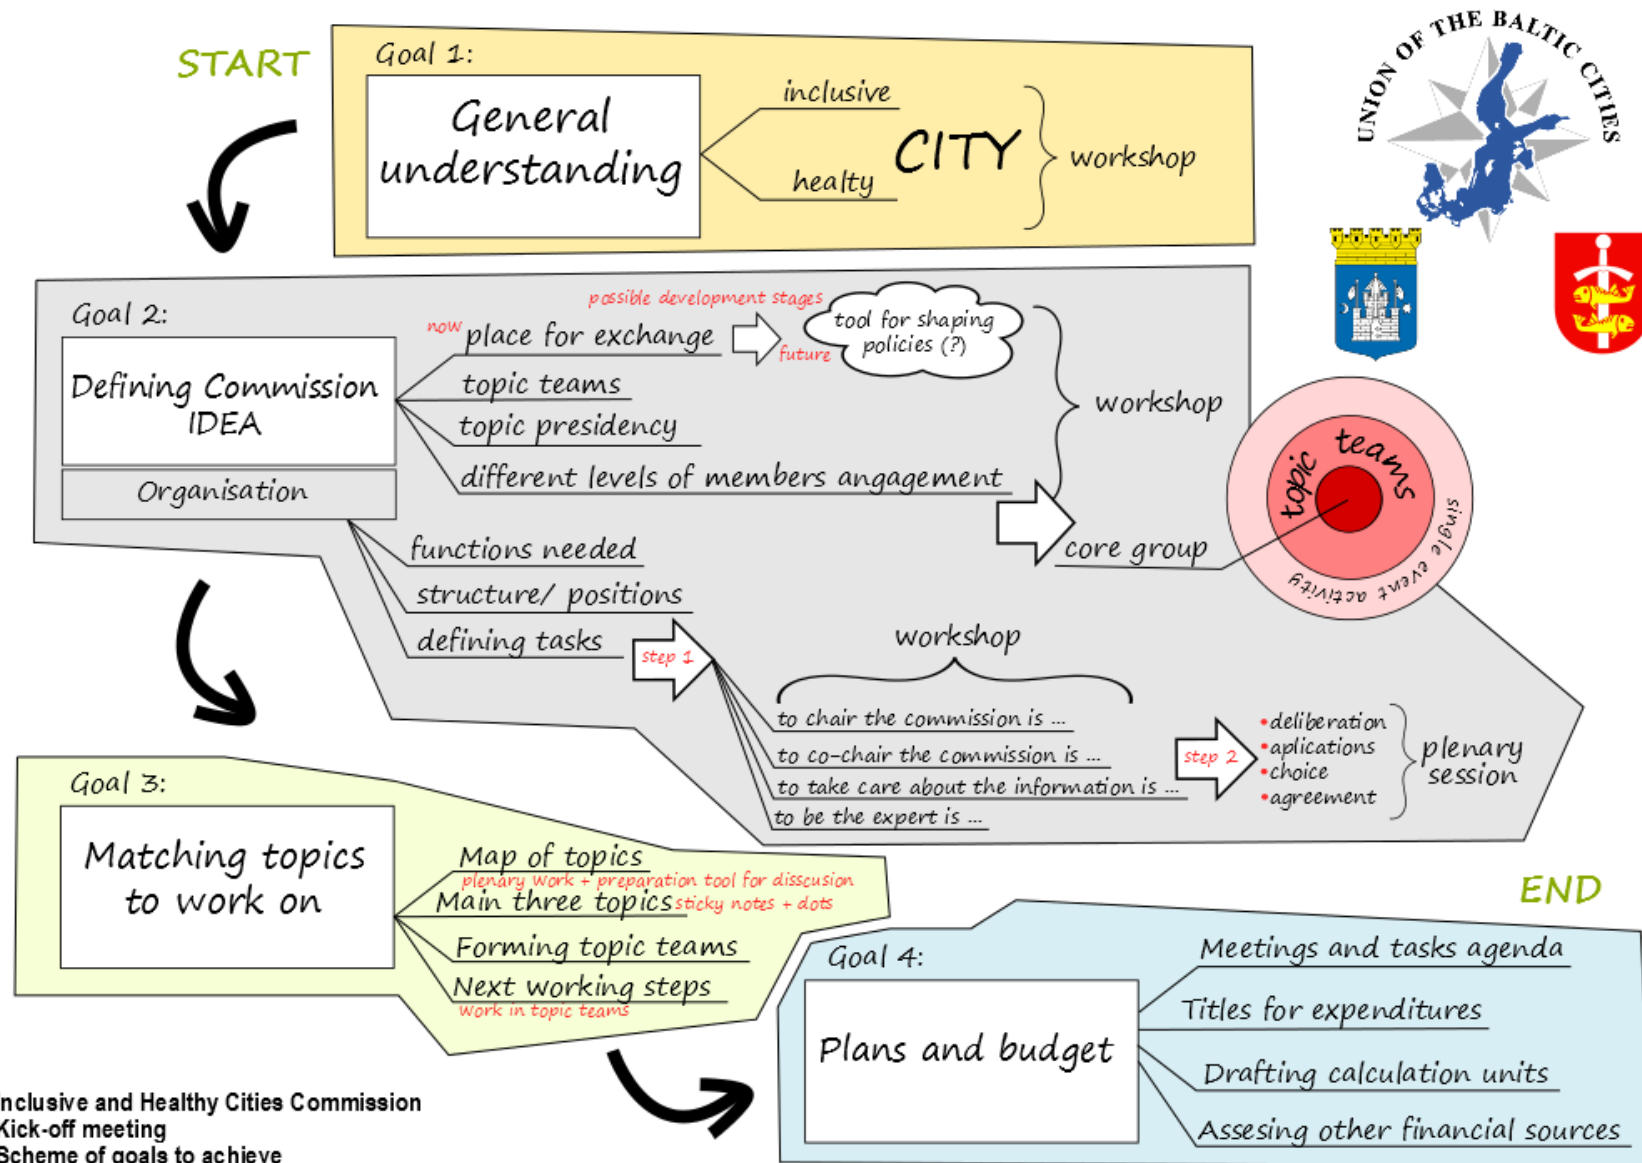 START
Goal 1:
General
understanding
inclusive
healty
CITY
workshop
UNION OF THE BALTIC CITIES
Goal 2:
Defining Commission
IDEA
Organisation
possible development stages
now
place for exchange
future
tool for shaping
policies (?)
topic teams
topic presidency
different levels of members angagement
workshop
core group
topic teams
single event activity
functions needed
structure/ positions
defining tasks
step 1
workshop
to chair the commission is ...
to co-chair the commission is ...
to take care about the information is ...
to be the expert is ...
step 2
•deliberation
•aplications
•choice
•agreement
plenary
session
Goal 3:
Matching topics
to work on
Map of topics
plenary Work + preparation tool for disscusion
Main three topics sticky notes + dots
Forming topic teams
Next working steps
Work in topic teams
END
Goal 4:
Plans and budget
Meetings and tasks agenda
Titles for expenditures
Drafting calculation units
Assesing other financial sources
nclusive and Healthy Cities Commission
Kick-off meeting
Scheme of goals to achieve